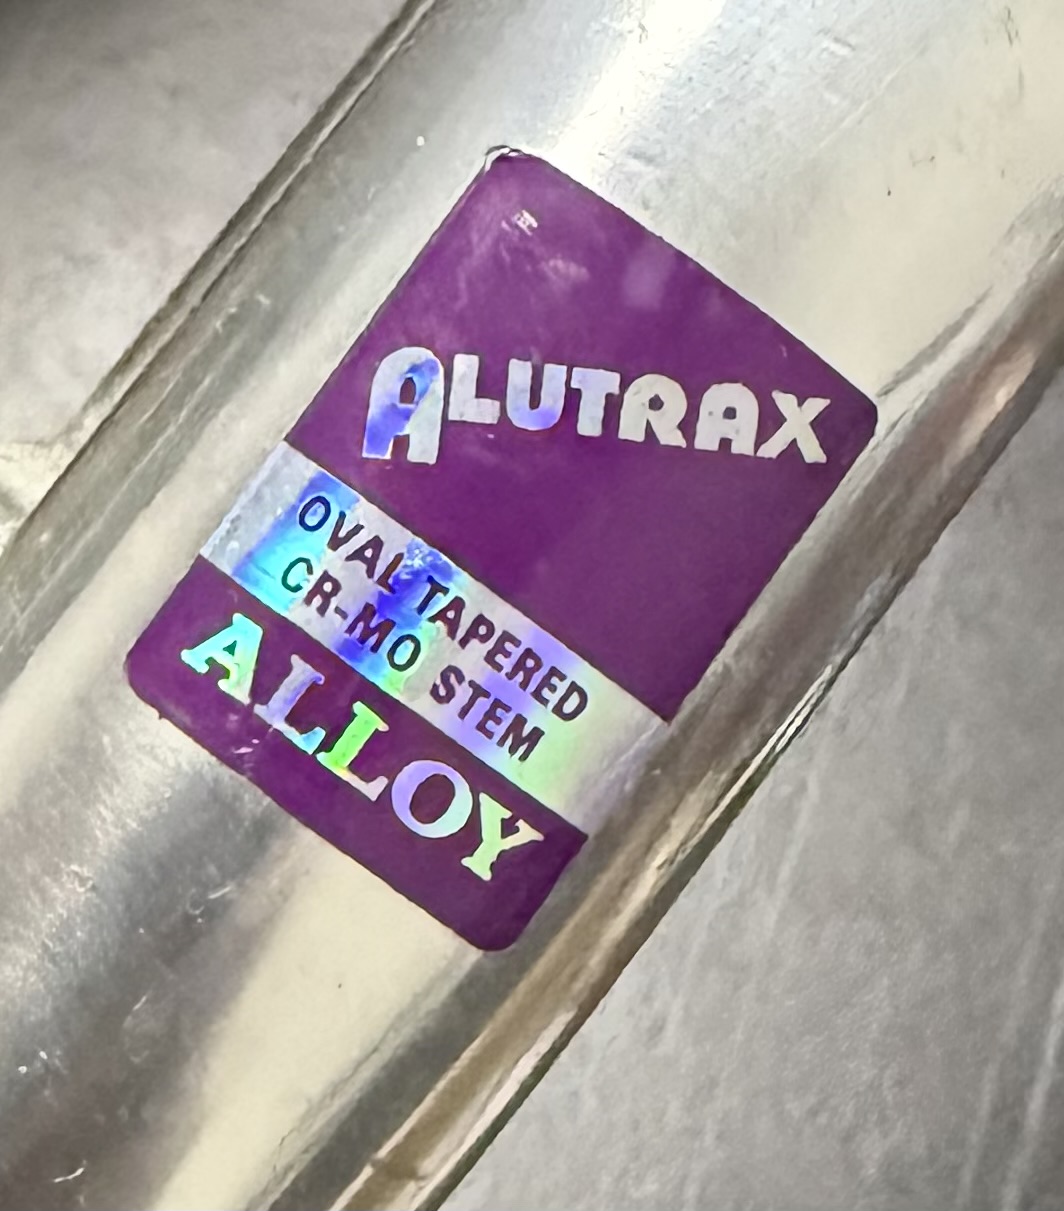 ALUTRAX
OVAL TAPERED
CR-MO STEM
ALLOY